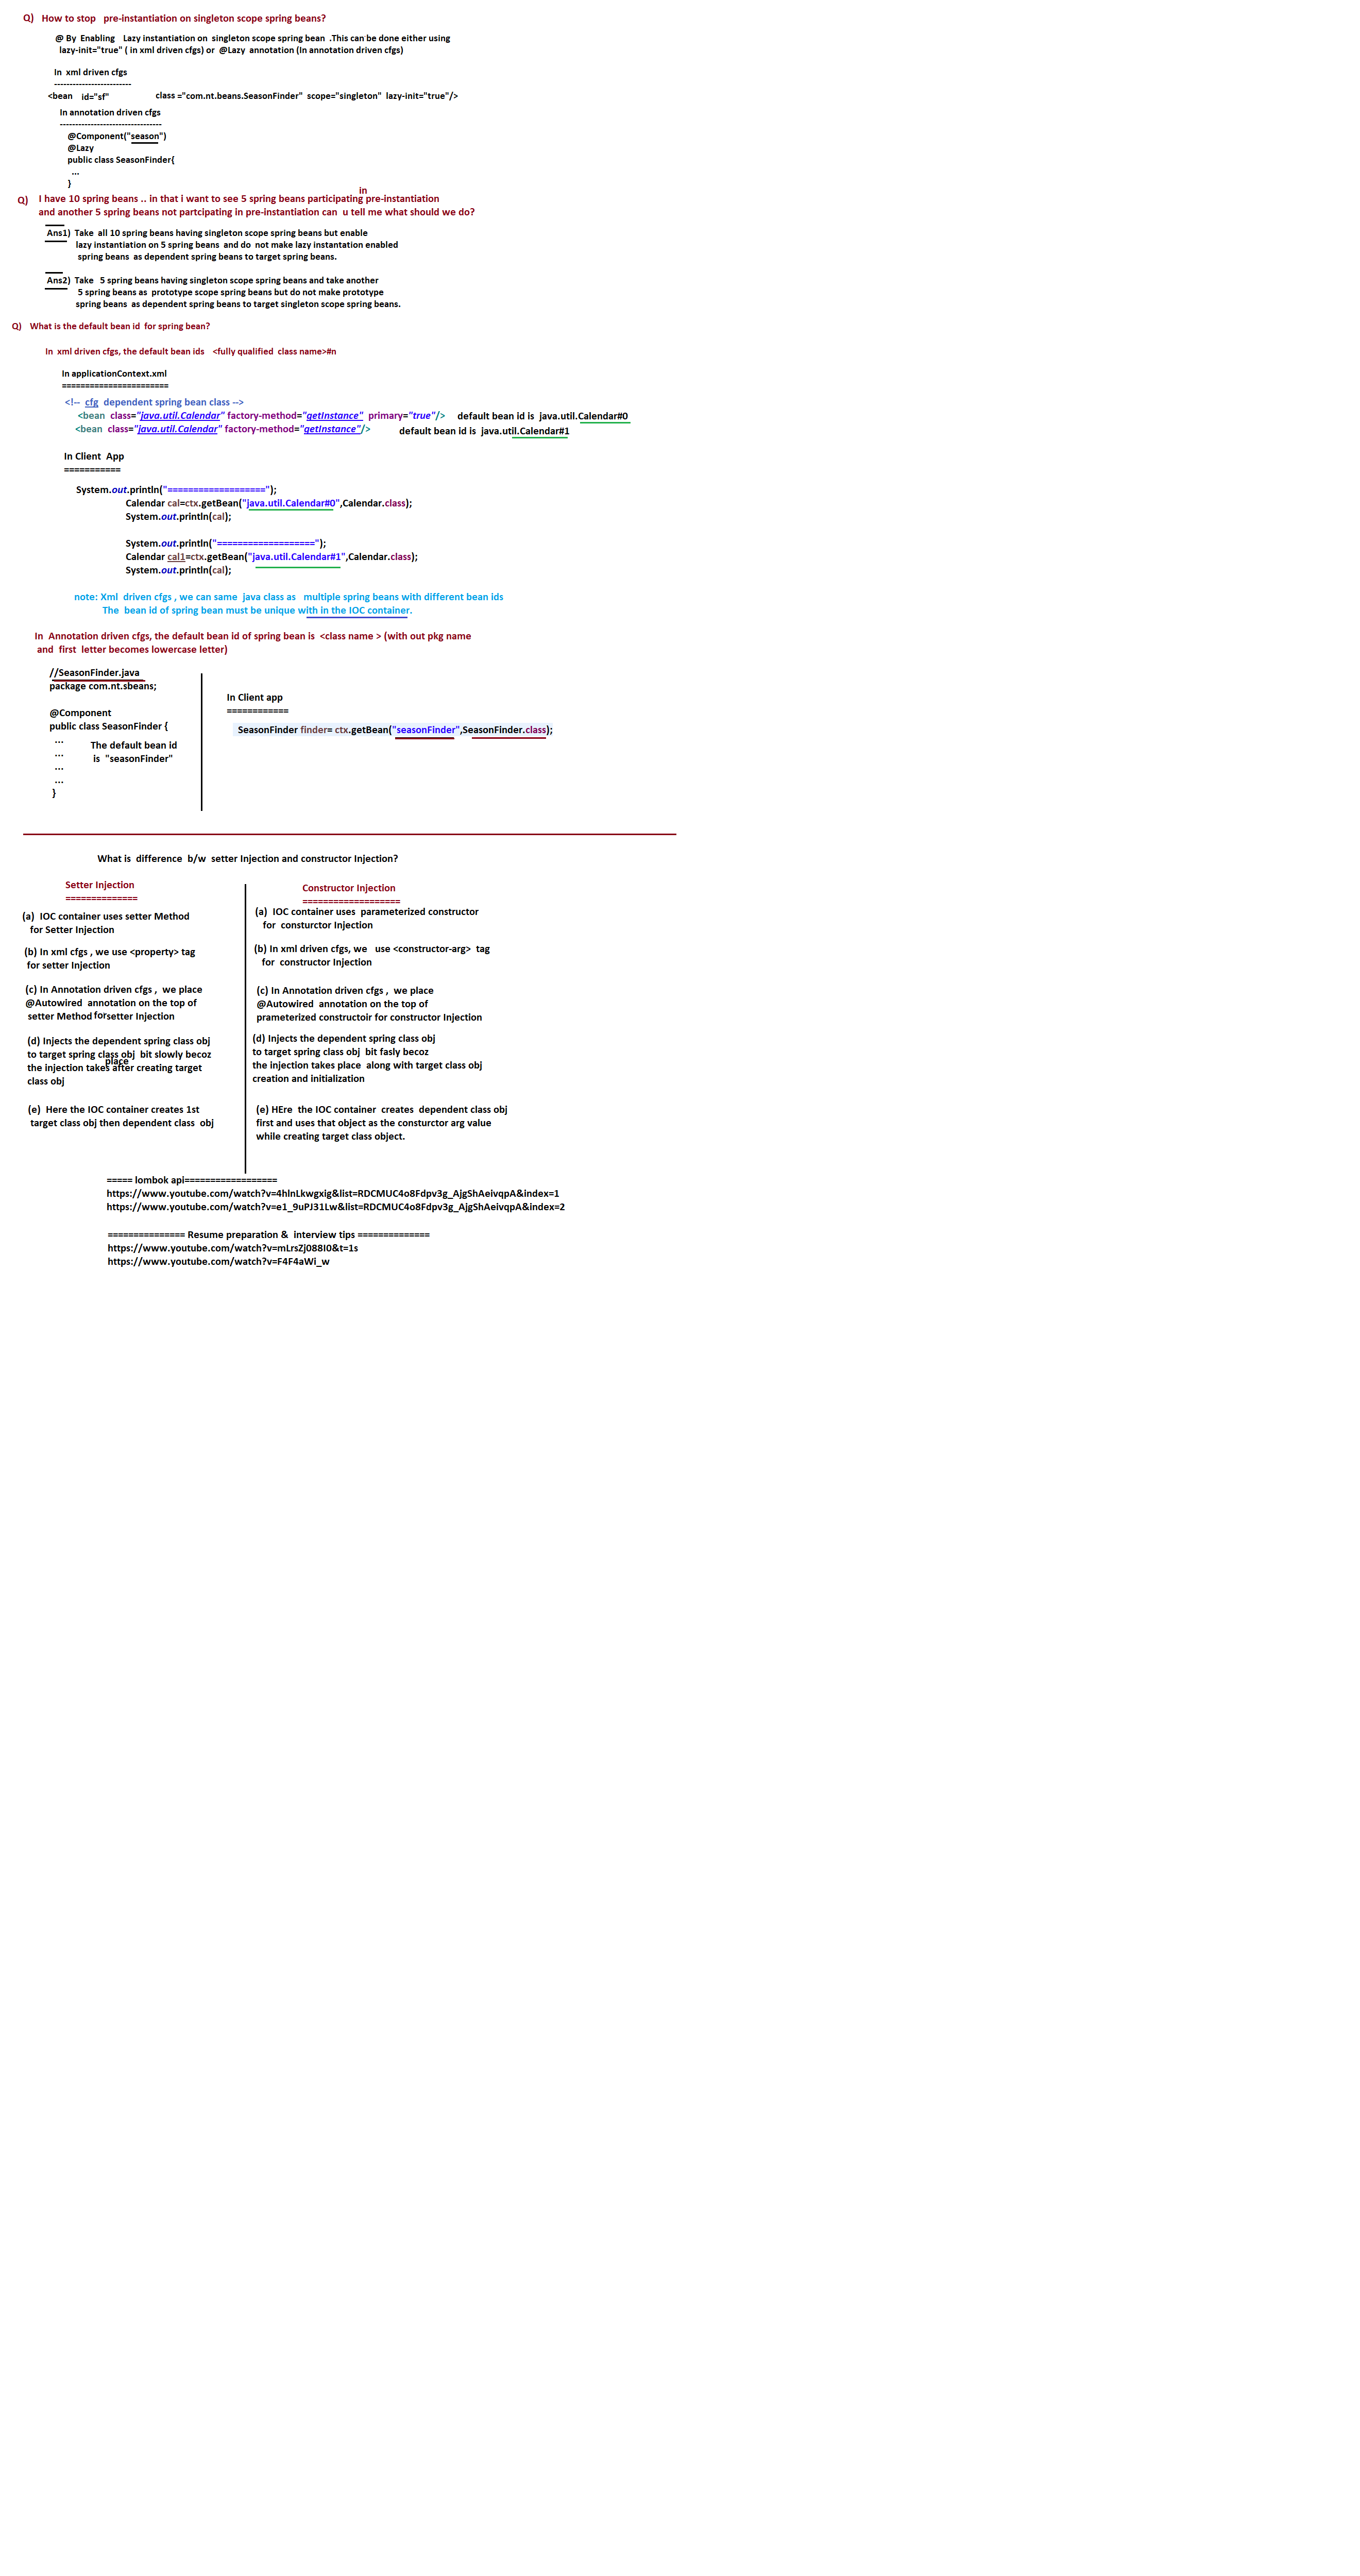 Q) How to stop pre-instantiation on singleton scope spring beans?
@ By Enabling Lazy instantiation on singleton scope spring bean .This can be done either using
lazy-init="true" ( in xml driven cfgs) or @Lazy annotation (In annotation driven cfgs)
In xml driven cfgs
-------------------------
<bean id="sf" class ="com.nt.beans.SeasonFinder" scope="singleton" lazy-init="true"/>
In annotation driven cfgs
---------------------------------
@Component("season")
@Lazy
public class SeasonFinder{
...
}
in
Q) I have 10 spring beans .. in that i want to see 5 spring beans participating pre-instantiation
and another 5 spring beans not partcipating in pre-instantiation can u tell me what should we do?
Ans1) Take all 10 spring beans having singleton scope spring beans but enable
lazy instantiation on 5 spring beans and do not make lazy instantation enabled
spring beans as dependent spring beans to target spring beans.
Ans2) Take 5 spring beans having singleton scope spring beans and take another
5 spring beans as prototype scope spring beans but do not make prototype
spring beans as dependent spring beans to target singleton scope spring beans.
Q) What is the default bean id for spring bean?
In xml driven cfgs, the default bean ids <fully qualified class name>#n
In applicationContext.xml
=======================
<!-- cfg dependent spring bean class -->
<bean class="java.util.Calendar" factory-method="getInstance" primary="true"/> default bean id is java.util.Calendar#0
<bean class="java.util.Calendar" factory-method="getInstance"/> default bean id is java.util.Calendar#1
In Client App
===========
System.out.println("===================");
Calendar cal=ctx.getBean("java.util.Calendar#0",Calendar.class);
System.out.println(cal);
System.out.println("===================");
Calendar cal1=ctx.getBean("java.util.Calendar#1",Calendar.class);
System.out.println(cal);
note: Xml driven cfgs , we can same java class as multiple spring beans with different bean ids
The bean id of spring bean must be unique with in the IOC container.
In Annotation driven cfgs, the default bean id of spring bean is <class name > (with out pkg name
and first letter becomes lowercase letter)
//SeasonFinder.java
package com.nt.sbeans;
@Component
public class SeasonFinder {
...
... The default bean id
is "seasonFinder"
...
...
}
In Client app
============
SeasonFinder finder= ctx.getBean("seasonFinder",SeasonFinder.class);
What is difference b/w setter Injection and constructor Injection?
Setter Injection
==============
(a) IOC container uses setter Method
for Setter Injection
(b) In xml cfgs , we use <property> tag
for setter Injection
(c) In Annotation driven cfgs , we place
@Autowired annotation on the top of
setter Method for setter Injection
(d) Injects the dependent spring class obj
to target spring class obj bit slowly becoz
place
the injection takes after creating target
class obj
(e) Here the IOC container creates 1st
target class obj then dependent class obj
Constructor Injection
===================
(a) IOC container uses parameterized constructor
for consturctor Injection
(b) In xml driven cfgs, we use <constructor-arg> tag
for constructor Injection
(c) In Annotation driven cfgs , we place
@Autowired annotation on the top of
prameterized constructoir for constructor Injection
(d) Injects the dependent spring class obj
to target spring class obj bit fasly becoz
the injection takes place along with target class obj
creation and initialization
(e) HEre the IOC container creates dependent class obj
first and uses that object as the consturctor arg value
while creating target class object.
===== lombok api==================
https://www.youtube.com/watch?v=4hlnLkwgxig&list=RDCMUC4o8Fdpv3g_AjgShAeivqpA&index=1
https://www.youtube.com/watch?v=e1_9uPJ31Lw&list=RDCMUC4o8Fdpv3g_AjgShAeivqpA&index=2
=============== Resume preparation & interview tips ==============
https://www.youtube.com/watch?v=mLrsZj088I0&t=1s
https://www.youtube.com/watch?v=F4F4aWi_w